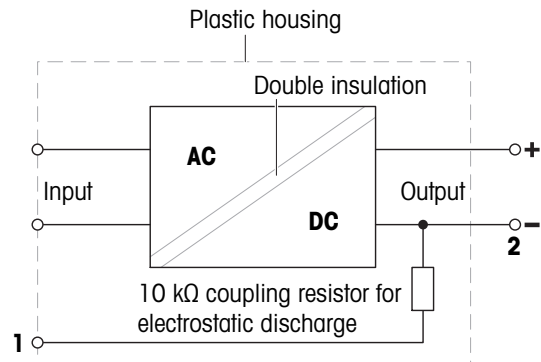 Plastic housing
Double insulation
AC
+
Input
Output
DC
−
2
10 kΩ coupling resistor for
electrostatic discharge
1